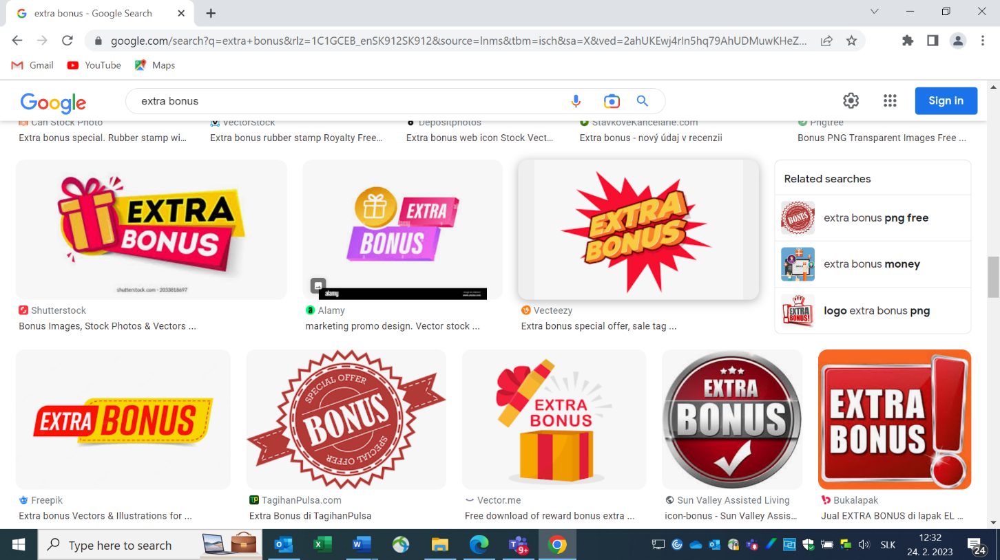 extra bonus - Google Search
google.com/search?q=extra+bonus&rlz=1C1GCEB_enSK912SK912&source=lnms&tbm=isch&sa=X&ved=2ahUKEwj4rIn5hq79AhUDMuwKHeZ...
Gmail YouTube Maps
Google extra bonus Sign in
Can Stock Photo VectorStock Depositphotos StavkoveKancelarie.com Pngtree
Extra bonus special. Rubber stamp wi... Extra bonus rubber stamp Royalty Free... Extra bonus web icon Stock Vect... Extra bonus - nový údaj v recenzii Bonus PNG Transparent Images Free ...
EXTRA
BONUS
shutterstock.com · 2033818697
EXTRA
BONUS
alamy
EXTRA
BONUS
Related searches
BONUS
extra bonus png free
extra bonus money
EXTRA
BONUS!
logo extra bonus png
Shutterstock Alamy Vecteezy
Bonus Images, Stock Photos & Vectors ... marketing promo design. Vector stock ... Extra bonus special offer, sale tag ...
EXTRA BONUS
SPECIAL OFFER
BONUS
SPECIAL OFFER
EXTRA
BONUS
EXTRA
BONUS
EXTRA
BONUS!
Freepik TP TagihanPulsa.com Vector.me Sun Valley Assisted Living Bukalapak
Extra bonus Vectors & Illustrations for ... Extra Bonus di TagihanPulsa Free download of reward bonus extra ... icon-bonus - Sun Valley Assis... Jual EXTRA BONUS di lapak EL ...
Type here to search 9+ SLK 12:32
24. 2. 2023 24